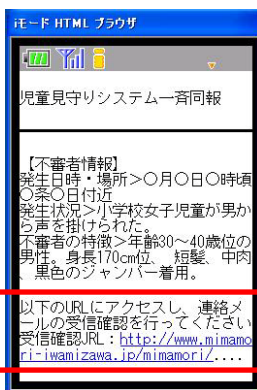 iモード HTML ブラウザ
児童見守りシステム一斉同報
【不審者情報】
発生日時・場所>〇月〇日〇時頃
〇条〇日付近
発生状況>小学校女子児童が男か
ら声を掛けられた。
不審者の特徴>年齢30~40歳位の
男性。身長170cm位、 短髪、中肉
、黒色のジャンパー着用。
以下のURLにアクセスし、連絡メ
ールの受信確認を行ってください
受信確認URL:http://www.mimamo
ri-iwamizawa.jp/mimamori/....